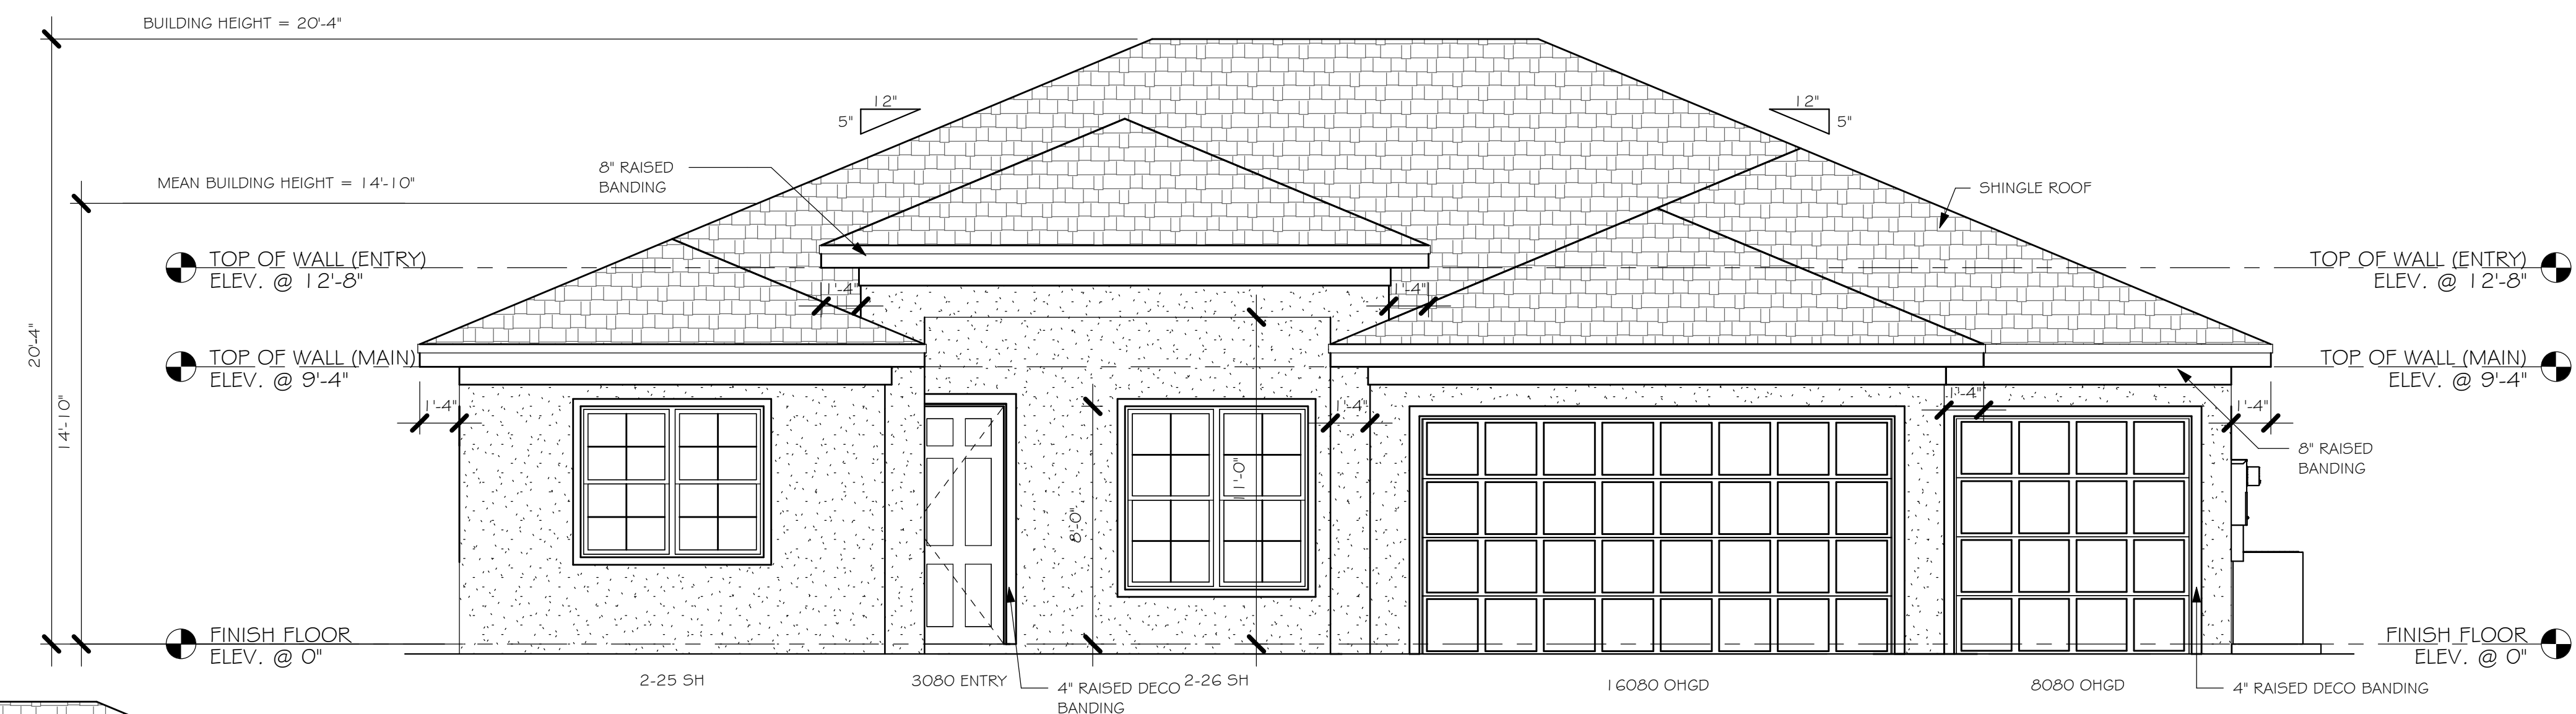 BUILDING HEIGHT = 20'-4"
12"
5"
12"
5"
8" RAISED
BANDING
MEAN BUILDING HEIGHT = 14'-10"
SHINGLE ROOF
TOP OF WALL (ENTRY)
ELEV. @ 12'-8"
TOP OF WALL (ENTRY)
ELEV. @ 12'-8"
1'-4"
1'-4"
20'-4"
TOP OF WALL (MAIN)
ELEV. @ 9'-4"
TOP OF WALL (MAIN)
ELEV. @ 9'-4"
14'-10"
1'-4"
1'-4"
1'-4"
1'-4"
8" RAISED
BANDING
11'-0"
8'-0"
FINISH FLOOR
ELEV. @ 0"
FINISH FLOOR
ELEV. @ 0"
2-25 SH
3080 ENTRY
2-26 SH
16080 OHGD
8080 OHGD
4" RAISED DECO
BANDING
4" RAISED DECO BANDING